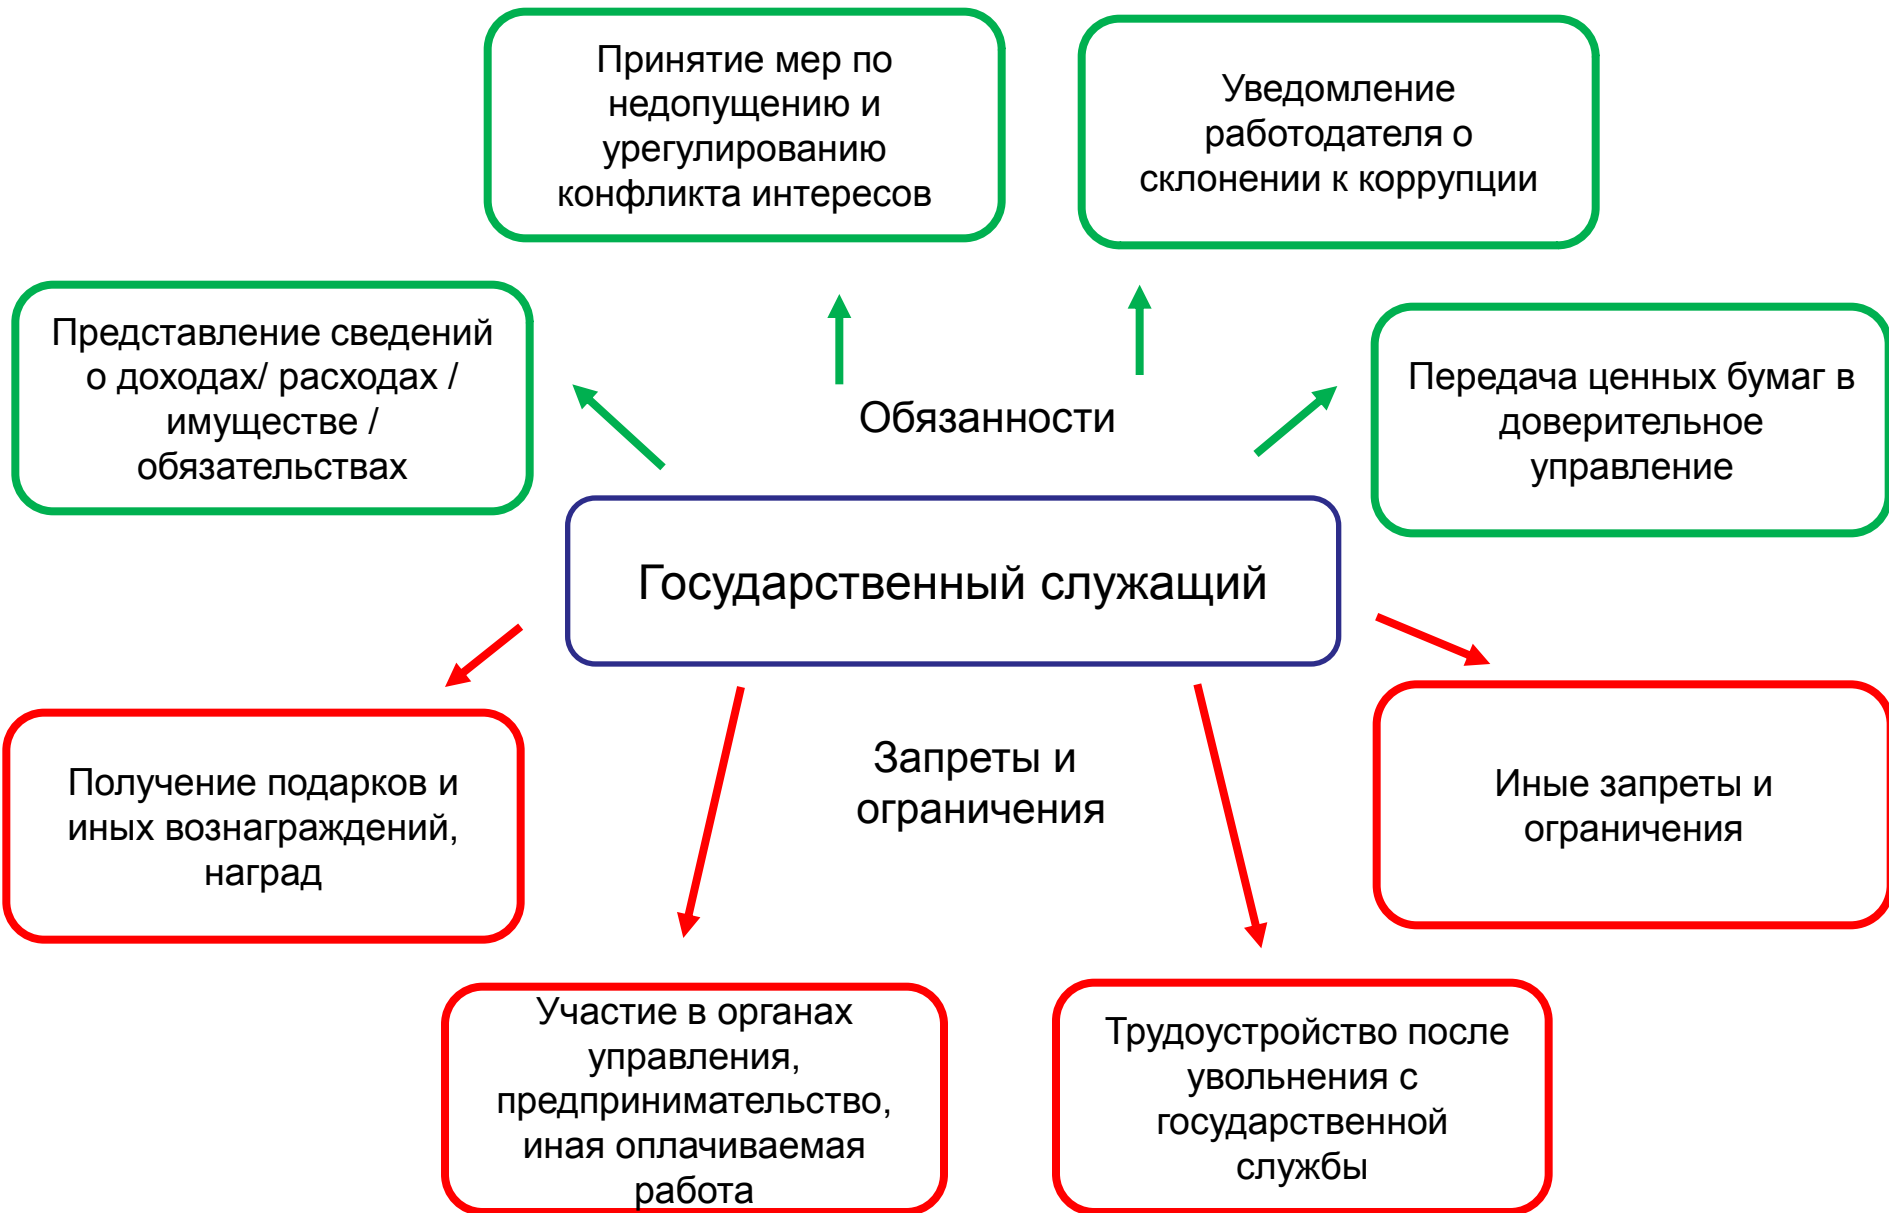 Принятие мер по
недопущению и
урегулированию
конфликта интересов
Уведомление
работодателя о
склонении к коррупции
Представление сведений
о доходах/ расходах /
имуществе /
обязательствах
Обязанности
Передача ценных бумаг в
доверительное
управление
Государственный служащий
Получение подарков и
иных вознаграждений,
наград
Запреты и
ограничения
Иные запреты и
ограничения
Участие в органах
управления,
предпринимательство,
иная оплачиваемая
работа
Трудоустройство после
увольнения с
государственной
службы